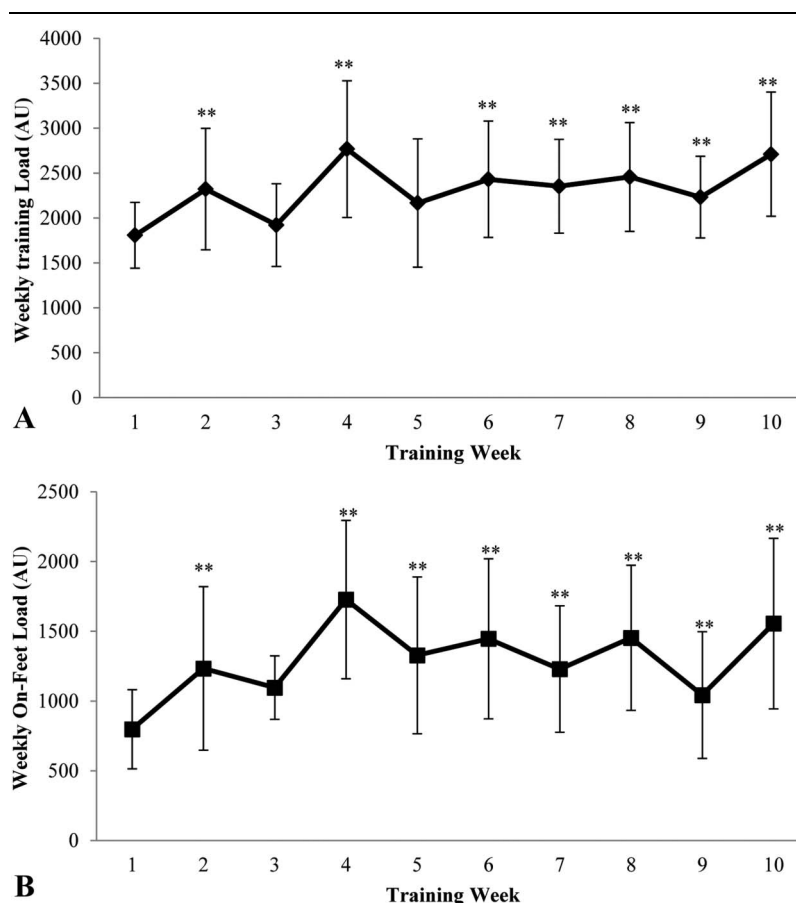 4000
3500
3000
2500
2000
1500
1000
500
0
Weekly training Load (AU)
** ** ** ** ** ** **
1 2 3 4 5 6 7 8 9 10
A
Training Week
2500
2000
1500
1000
500
0
Weekly On-Feet Load (AU)
** ** ** ** ** ** ** **
1 2 3 4 5 6 7 8 9 10
B
Training Week